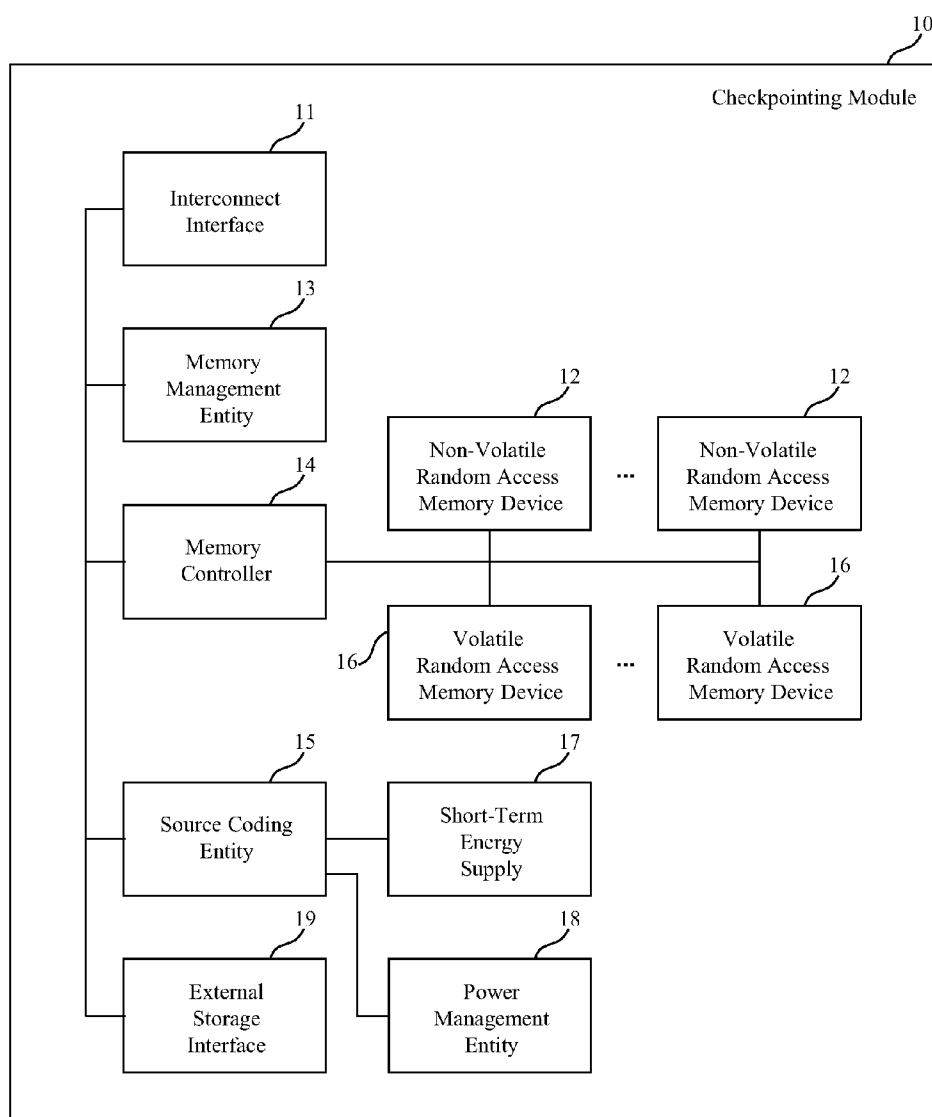 10
Checkpointing Module
11
Interconnect
Interface
13
Memory
Management
Entity
12
Non-Volatile
Random Access
Memory Device
...
12
Non-Volatile
Random Access
Memory Device
14
Memory
Controller
16
Volatile
Random Access
Memory Device
...
16
Volatile
Random Access
Memory Device
15
Source Coding
Entity
17
Short-Term
Energy
Supply
19
External
Storage
Interface
18
Power
Management
Entity